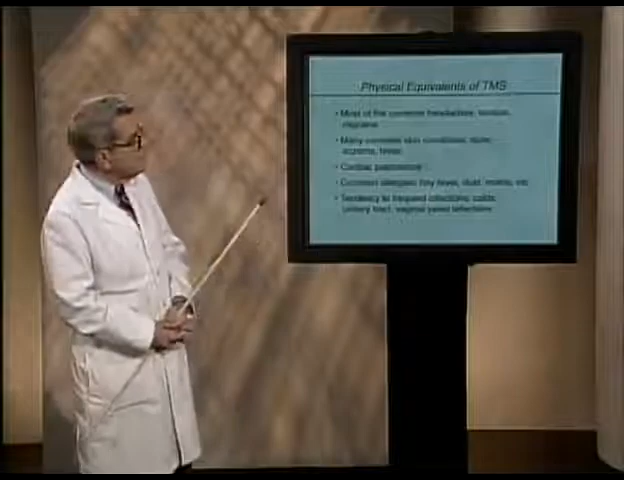 Physical Equivalents of TMS
• Most of the common headaches, tension,
migraine
• Many common skin conditions,
eczema, hives
• Cardiac palpitations
• Common allergies: hay fever, dust, molds, etc.
• Tendency to frequent infections: colds,
urinary tract, vaginal yeast infections